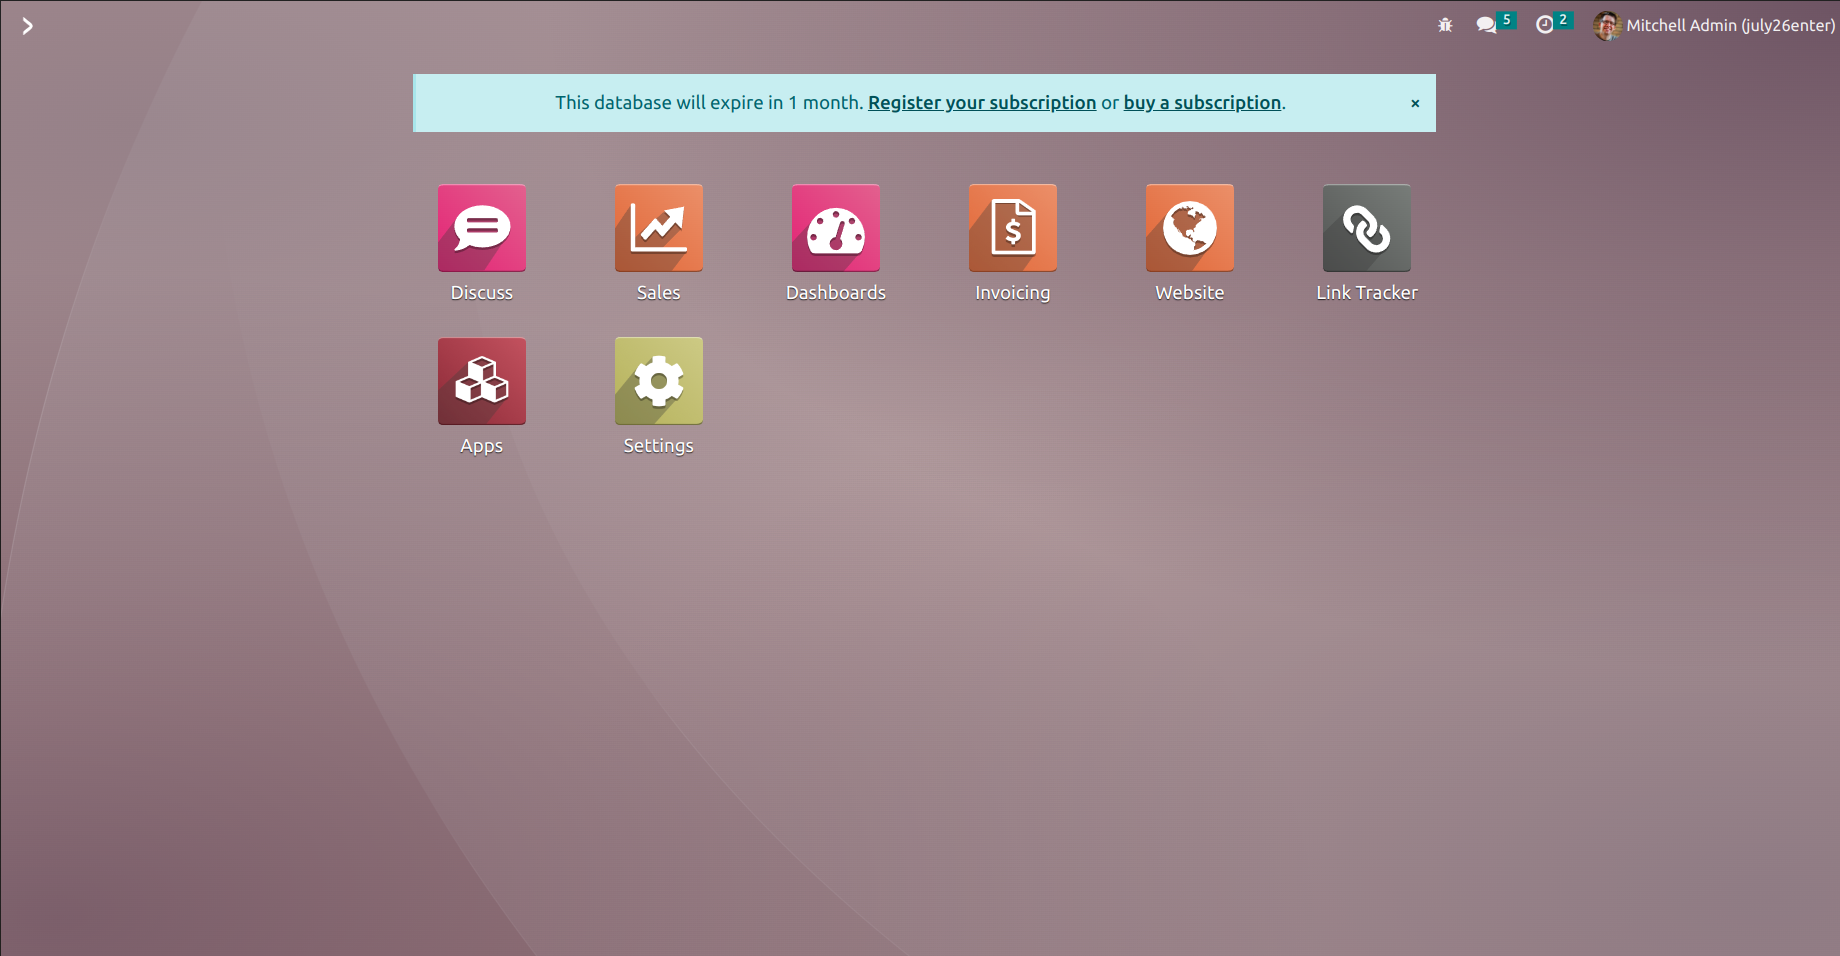 5 2 Mitchell Admin (july26enter)
This database will expire in 1 month. Register your subscription or buy a subscription. ×
Discuss Sales Dashboards Invoicing Website Link Tracker
Apps Settings